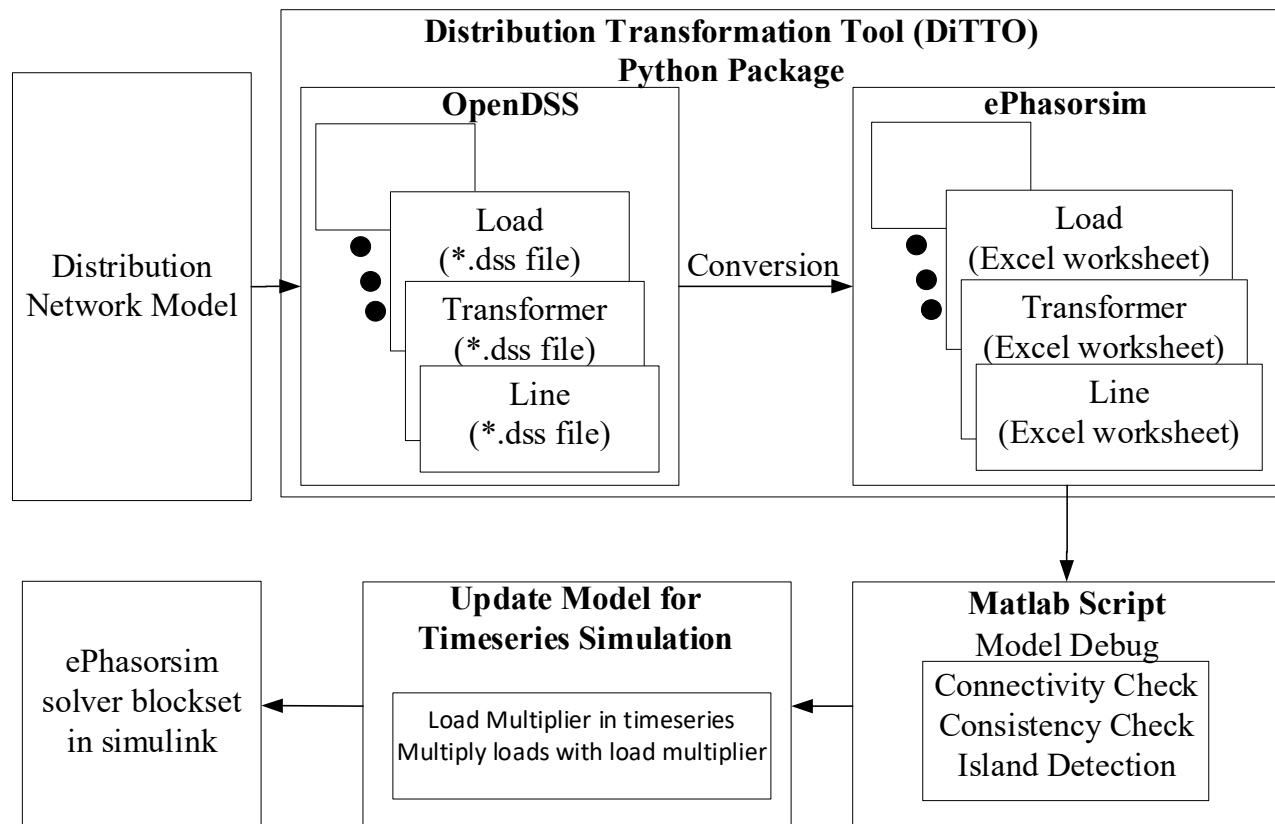 Distribution Transformation Tool (DiTTO)
Python Package
Distribution
Network Model
OpenDSS
Load
(*.dss file)
Transformer
(*.dss file)
Line
(*.dss file)
Conversion
ePhasorsim
Load
(Excel worksheet)
Transformer
(Excel worksheet)
Line
(Excel worksheet)
Matlab Script
Model Debug
Connectivity Check
Consistency Check
Island Detection
Update Model for
Timeseries Simulation
Load Multiplier in timeseries
Multiply loads with load multiplier
ePhasorsim
solver blockset
in simulink